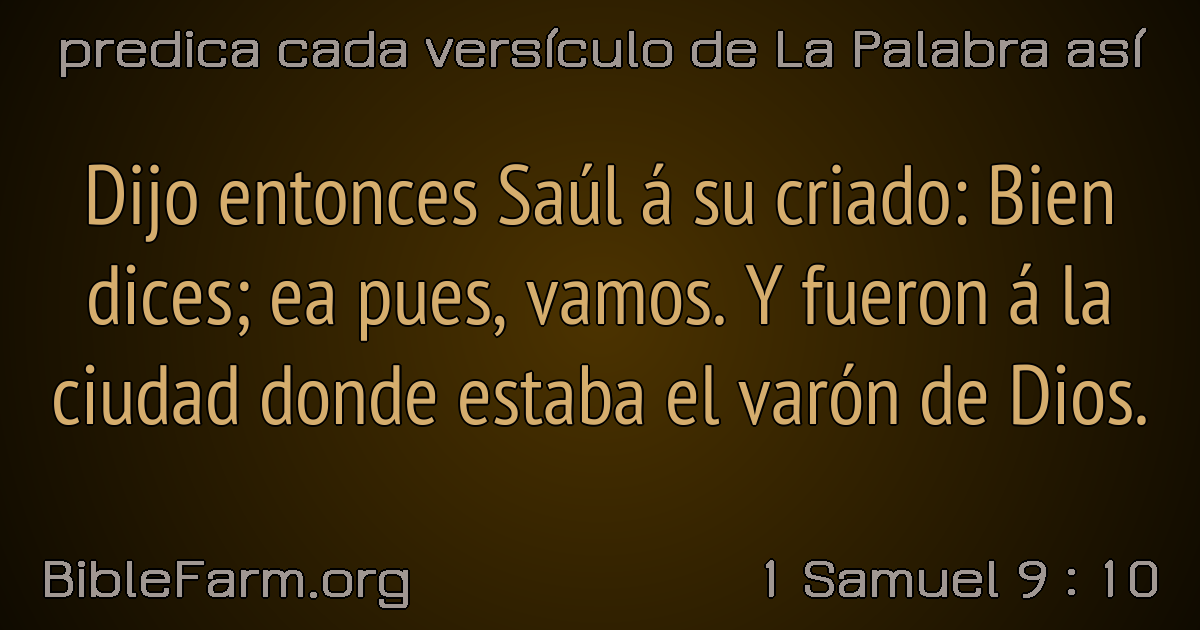 predica cada versículo de La Palabra así
Dijo entonces Saúl á su criado: Bien
dices; ea pues, vamos. Y fueron á la
ciudad donde estaba el varón de Dios.
BibleFarm.org
1 Samuel 9 : 10